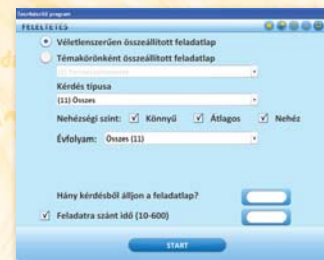 Tesztkészítő program
FELELTETÉS
Véletlenszerűen összeállított feladatlap
Témakörönként összeállított feladatlap
Kérdés típusa
(11) Összes
Nehézségi szint: Könnyű Átlagos Nehéz
Évfolyam: Összes (11)
Hány kérdésből álljon a feladatlap?
Feladatra szánt idő (10-600)
START